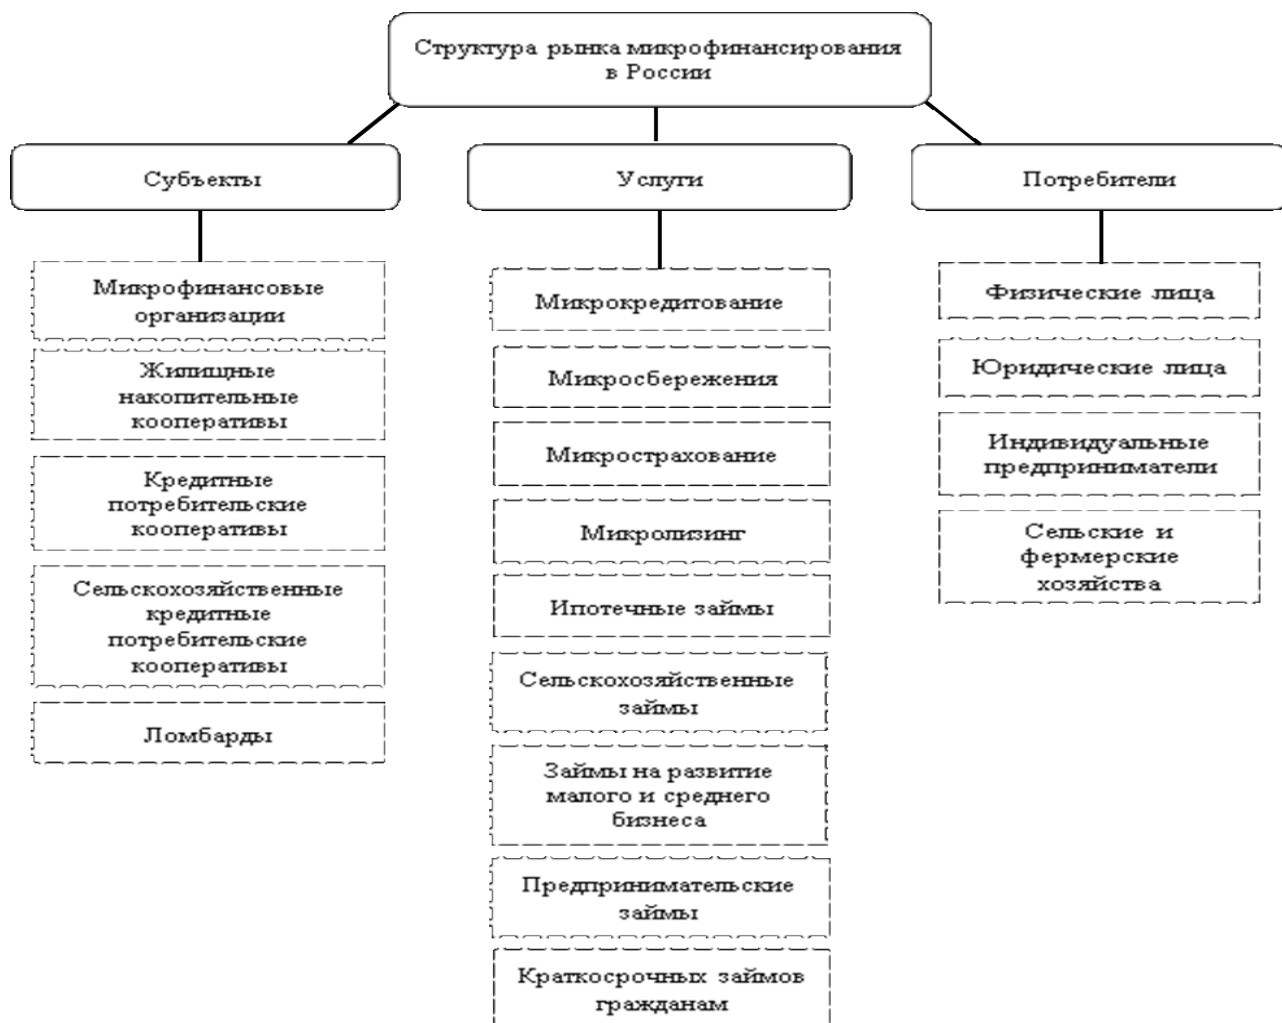 Структура рынка микрофинансирования
в России
Субъекты
Услуги
Потребители
Микрофинансовые
организации
Жилищные
накопительные
кооперативы
Кредитные
потребительские
кооперативы
Сельскохозяйственные
кредитные
потребительские
кооперативы
Ломбарды
Микрокредитование
Микросбережения
Микрострахование
Микролизинг
Ипотечные займы
Сельскохозяйственные
займы
Займы на развитие
малого и среднего
бизнеса
Предпринимательские
займы
Краткосрочных займов
гражданам
Физические лица
Юридические лица
Индивидуальные
предприниматели
Сельские и
фермерские
хозяйства